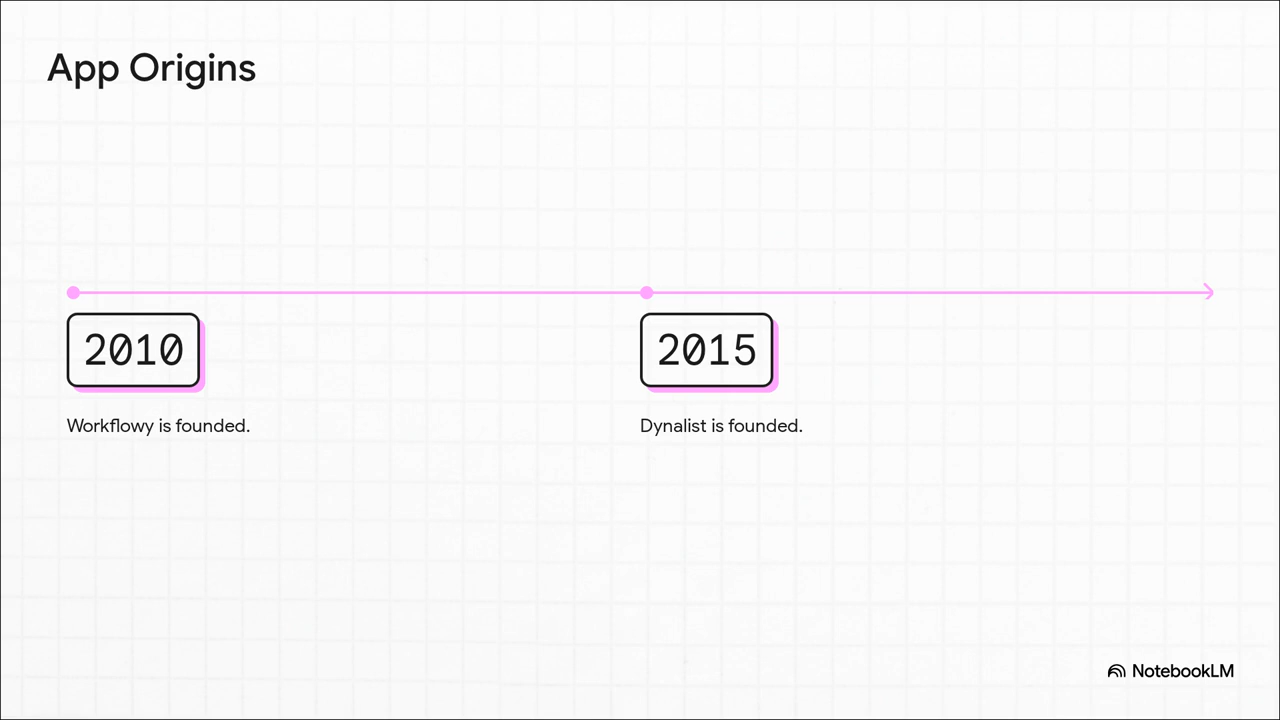 App Origins
2010
2015
Workflowy is founded.
Dynalist is founded.
NotebookLM